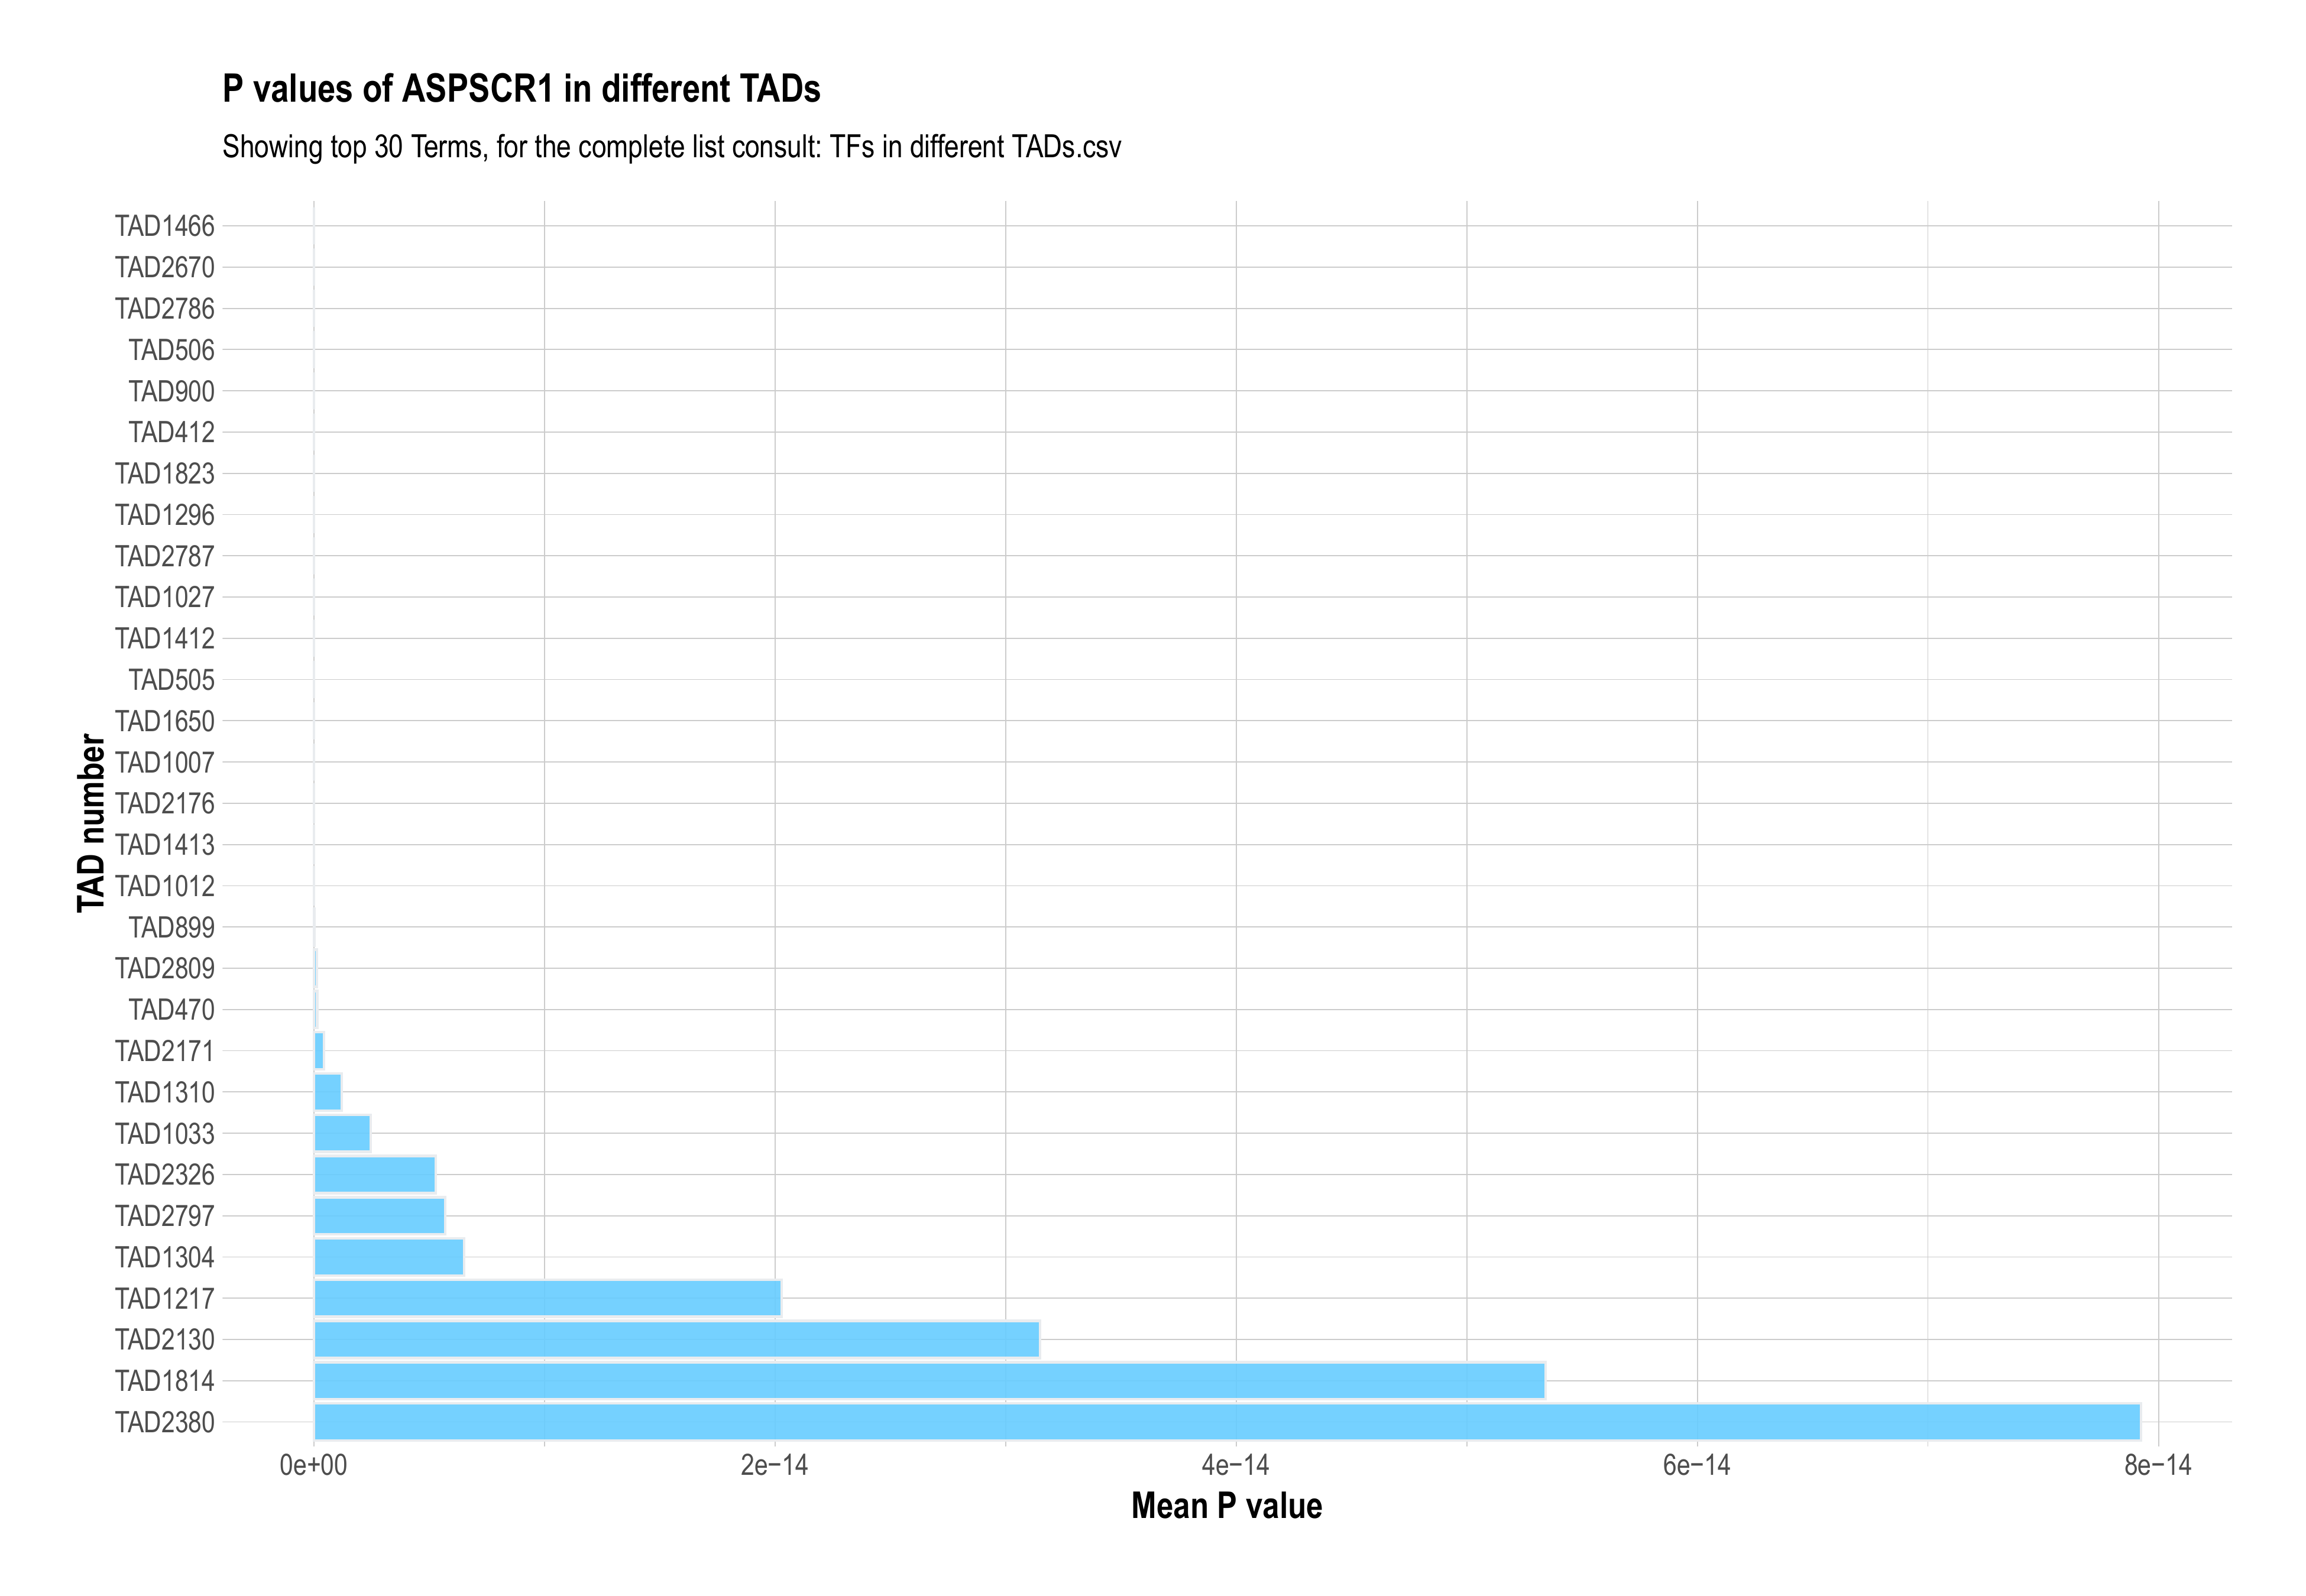 P values of ASPSCR1 in different TADs
Showing top 30 Terms, for the complete list consult: TFs in different TADs.csv
TAD number
TAD1466
TAD2670
TAD2786
TAD506
TAD900
TAD412
TAD1823
TAD1296
TAD2787
TAD1027
TAD1412
TAD505
TAD1650
TAD1007
TAD2176
TAD1413
TAD1012
TAD899
TAD2809
TAD470
TAD2171
TAD1310
TAD1033
TAD2326
TAD2797
TAD1304
TAD1217
TAD2130
TAD1814
TAD2380
0e+00 2e−14 4e−14 6e−14 8e−14
Mean P value